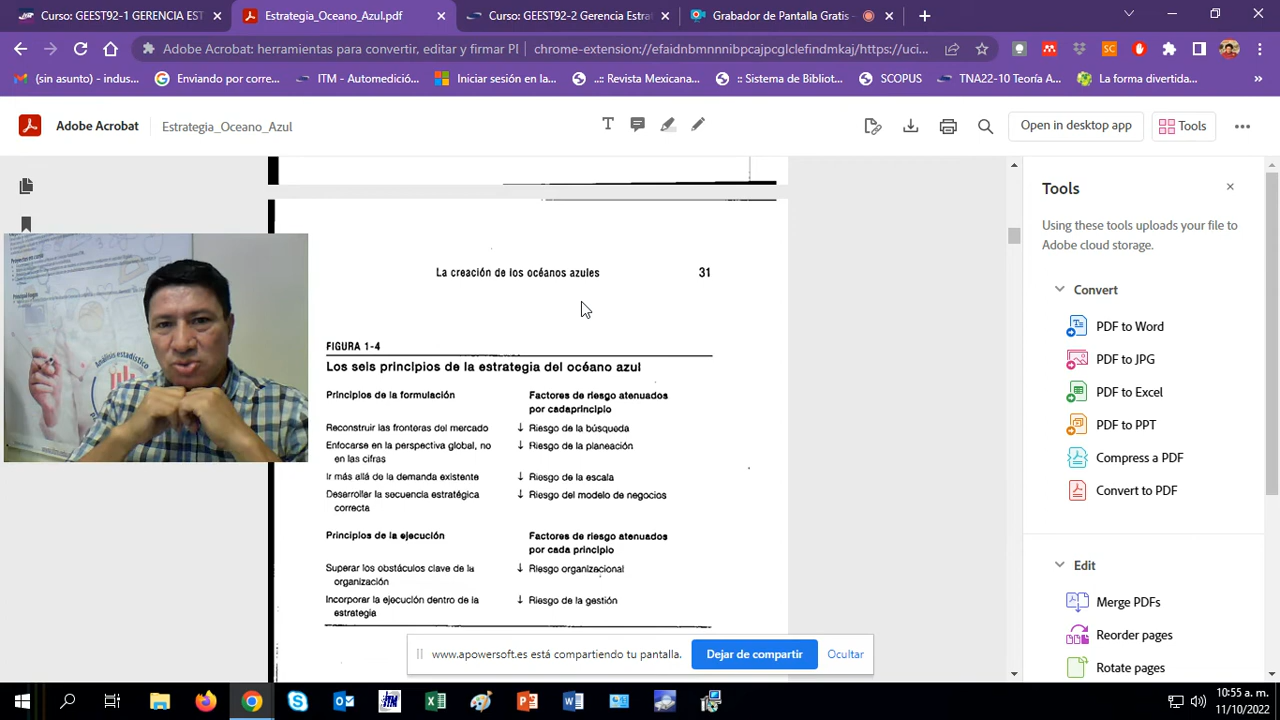 Curso: GEEST92-1 GERENCIA EST
Estrategia_Oceano_Azul.pdf
Curso: GEEST92-2 Gerencia Estra
Grabador de Pantalla Gratis -
Adobe Acrobat: herramientas para convertir, editar y firmar PI
chrome-extension://efaidnbmnnnibpcajpcglclefindmkaj/https://uci...
(sin asunto) - indus...
Enviando por corre...
ITM - Automedició...
Iniciar sesión en la...
..:: Revista Mexicana...
:: Sistema de Bibliot...
SCOPUS
TNA22-10 Teoría A...
La forma divertida...
Adobe Acrobat
Estrategia_Oceano_Azul
Open in desktop app
Tools
La creación de los océanos azules 31
FIGURA 1-4
Los seis principios de la estrategia del océano azul
Principios de la formulación
Factores de riesgo atenuados
por cadaprincipio
Reconstruir las fronteras del mercado
↓ Riesgo de la búsqueda
Enfocarse en la perspectiva global, no
en las cifras
↓ Riesgo de la planeación
Ir más allá de la demanda existente
↓ Riesgo de la escala
Desarrollar la secuencia estratégica
correcta
↓ Riesgo del modelo de negocios
Principios de la ejecución
Factores de riesgo atenuados
por cada principio
Superar los obstáculos clave de la
organización
↓ Riesgo organizacional
Incorporar la ejecución dentro de la
estrategia
↓ Riesgo de la gestión
Análisis estadístico
Tools
Using these tools uploads your file to
Adobe cloud storage.
Convert
PDF to Word
PDF to JPG
PDF to Excel
PDF to PPT
Compress a PDF
Convert to PDF
Edit
Merge PDFs
Reorder pages
Rotate pages
www.apowersoft.es está compartiendo tu pantalla.
Dejar de compartir
Ocultar
10:55 a. m.
11/10/2022